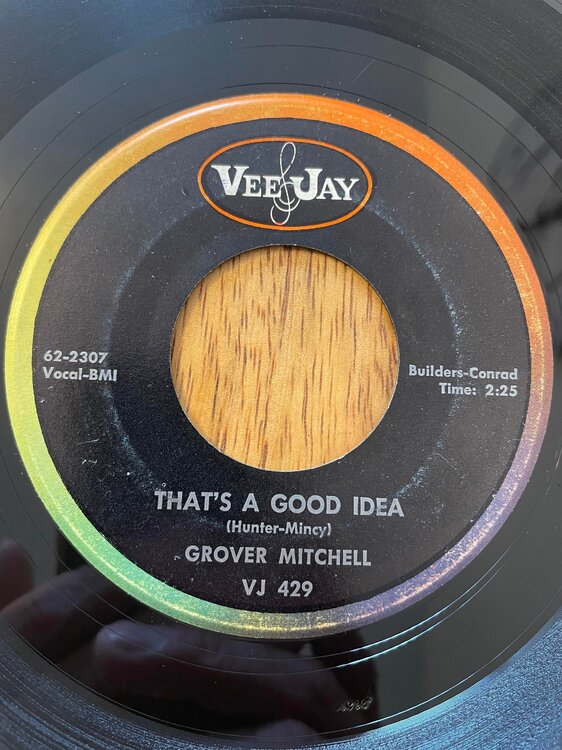 VEE JAY
62-2307
Vocal-BMI
Builders-Conrad
Time: 2:25
THAT'S A GOOD IDEA
(Hunter-Mincy)
GROVER MITCHELL
VJ 429